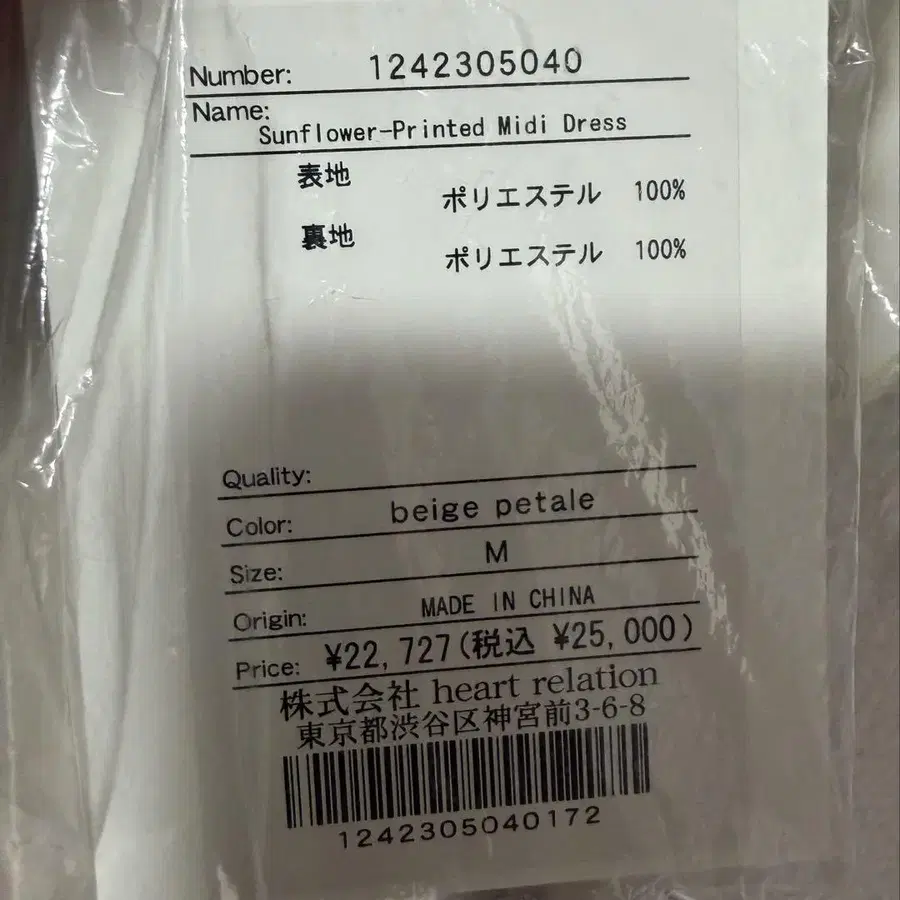 Number: 1242305040
Name:
Sunflower-Printed Midi Dress
表地
ポリエステル 100%
裏地
ポリエステル 100%
Quality:
Color: beige petale
Size: M
Origin: MADE IN CHINA
Price: ¥22,727(税込 ¥25,000)
株式会社 heart relation
東京都渋谷区神宮前3-6-8
1242305040172